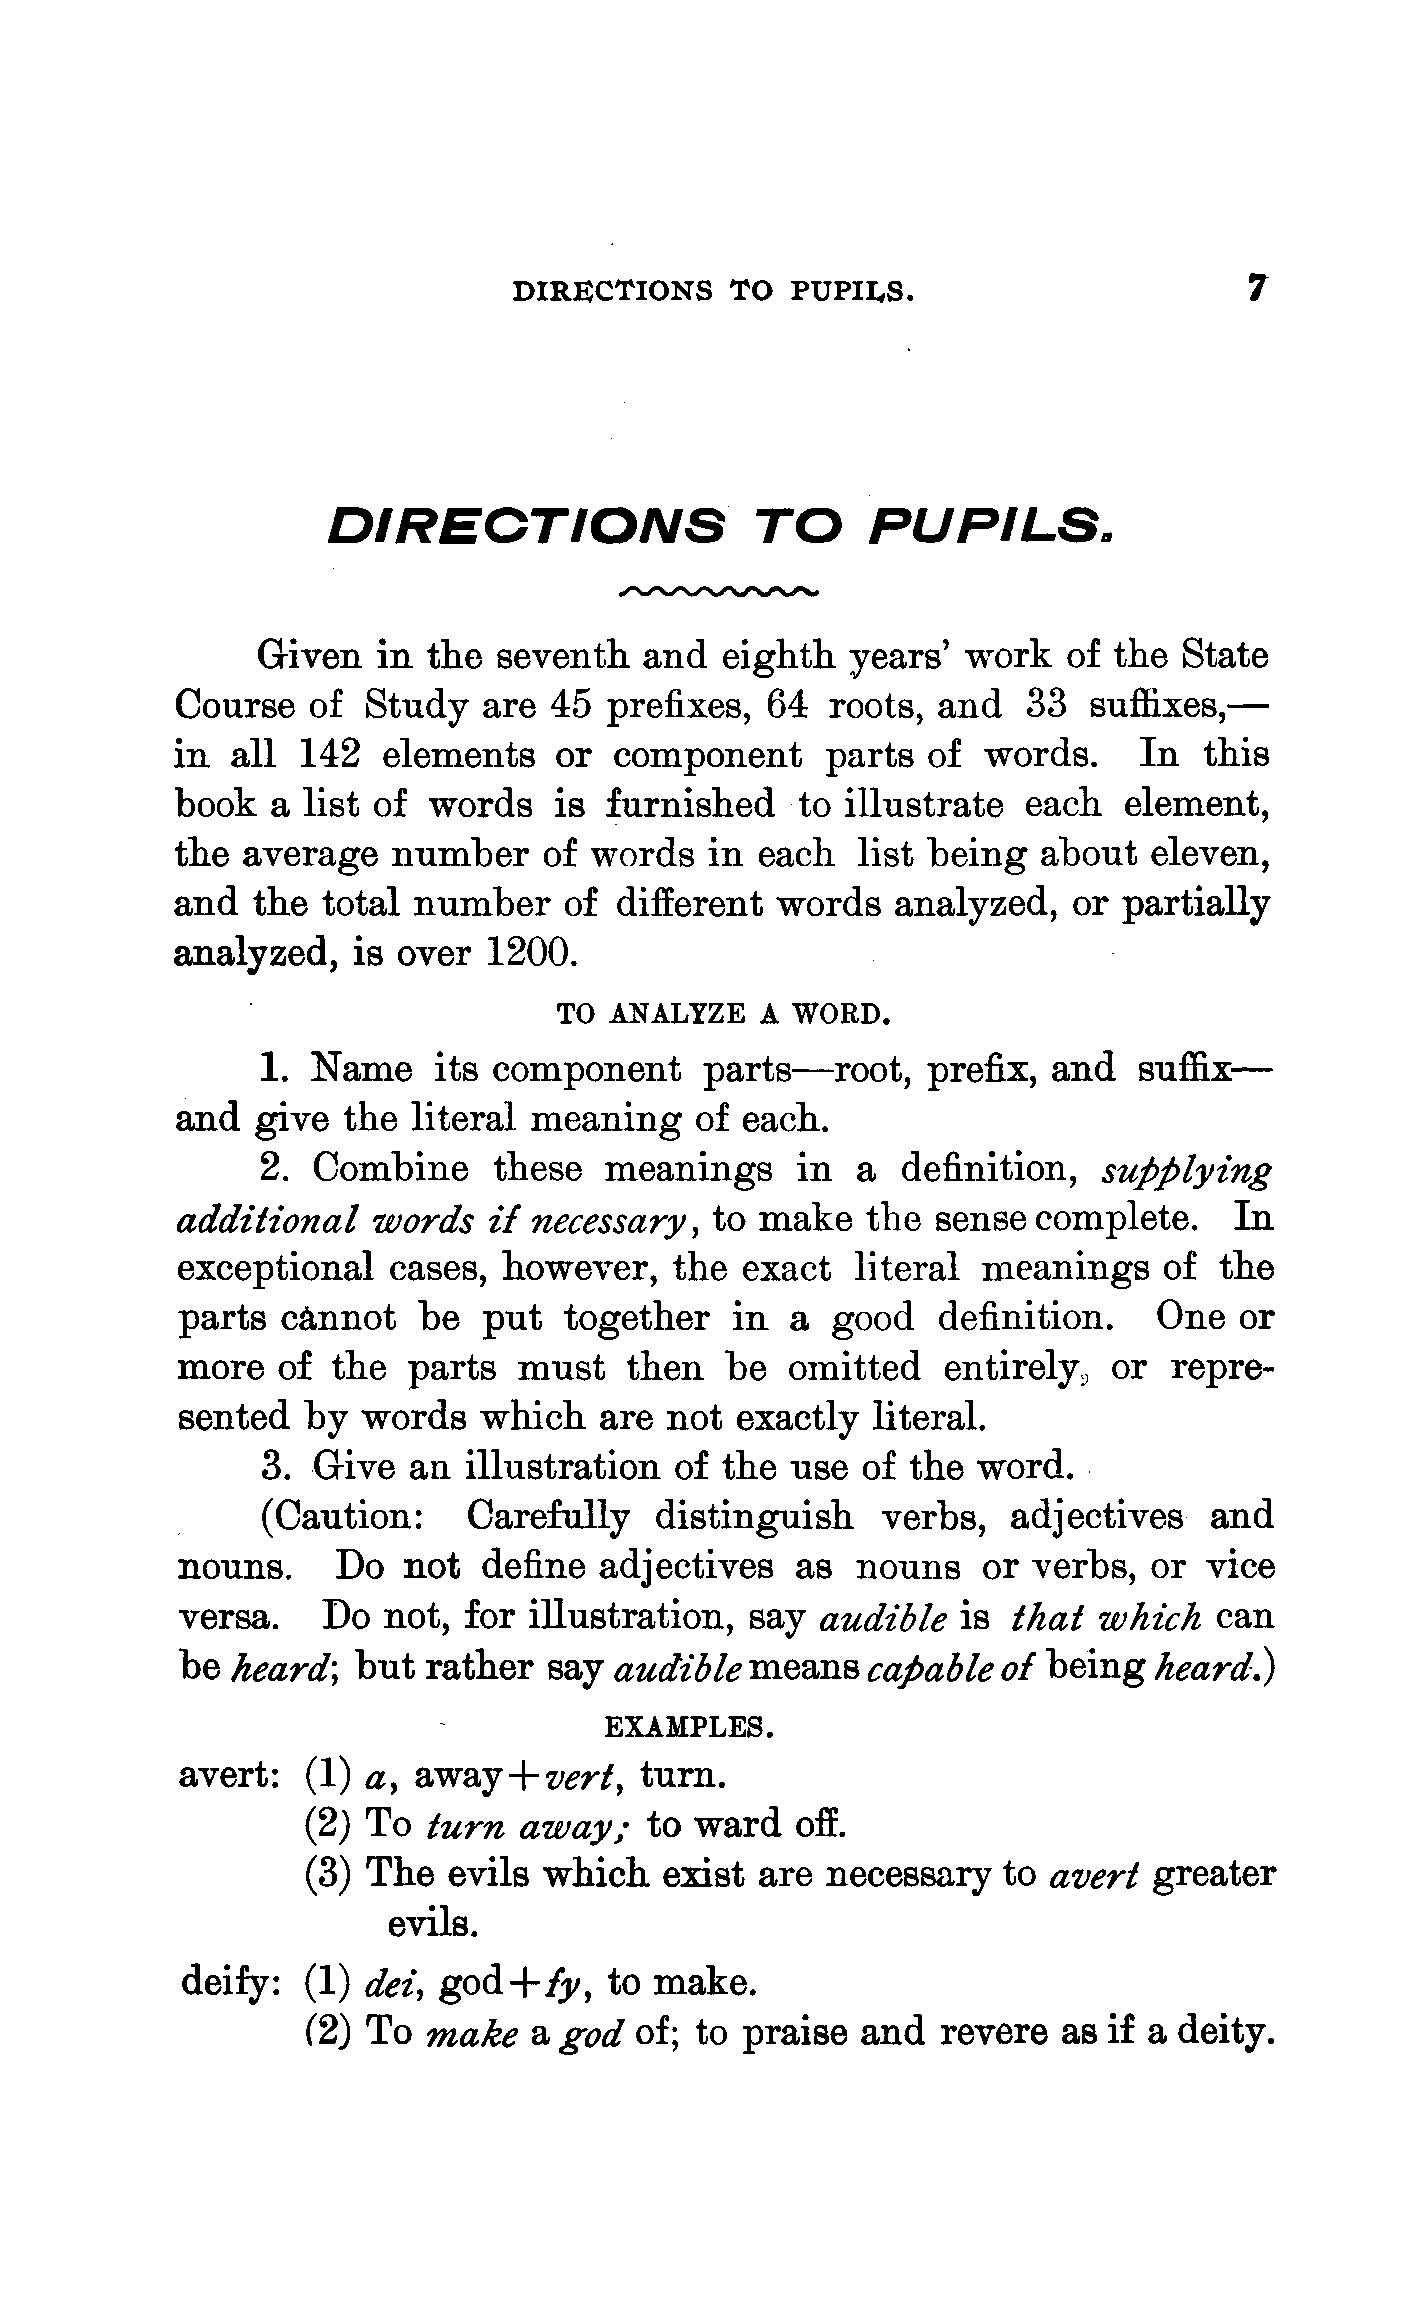 DIRECTIONS TO PUPILS. 7
DIRECTIONS TO PUPILS.
Given in the seventh and eighth years' work of the State
Course of Study are 45 prefixes, 64 roots, and 33 suffixes,—
in all 142 elements or component parts of words. In this
book a list of words is furnished to illustrate each element,
the average number of words in each list being about eleven,
and the total number of different words analyzed, or partially
analyzed, is over 1200.
TO ANALYZE A WORD.
1. Name its component parts—root, prefix, and suffix—
and give the literal meaning of each.
2. Combine these meanings in a definition, supplying
additional words if necessary, to make the sense complete. In
exceptional cases, however, the exact literal meanings of the
parts cannot be put together in a good definition. One or
more of the parts must then be omitted entirely, or repre-
sented by words which are not exactly literal.
3. Give an illustration of the use of the word.
(Caution: Carefully distinguish verbs, adjectives and
nouns. Do not define adjectives as nouns or verbs, or vice
versa. Do not, for illustration, say audible is that which can
be heard; but rather say audible means capable of being heard.)
EXAMPLES.
avert: (1) a, away+vert, turn.
(2) To turn away; to ward off.
(3) The evils which exist are necessary to avert greater
evils.
deify: (1) dei, god+fy, to make.
(2) To make a god of; to praise and revere as if a deity.